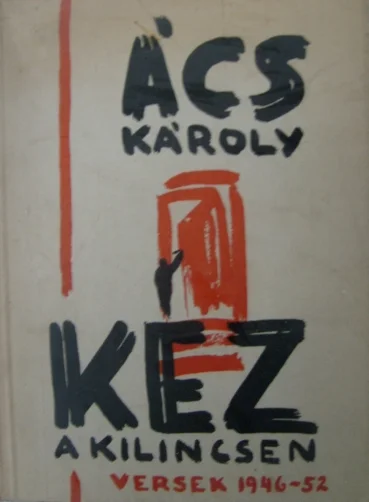 ÁCS
KÁROLY
KEZ
A KILINCSEN
VERSEK 1946-52